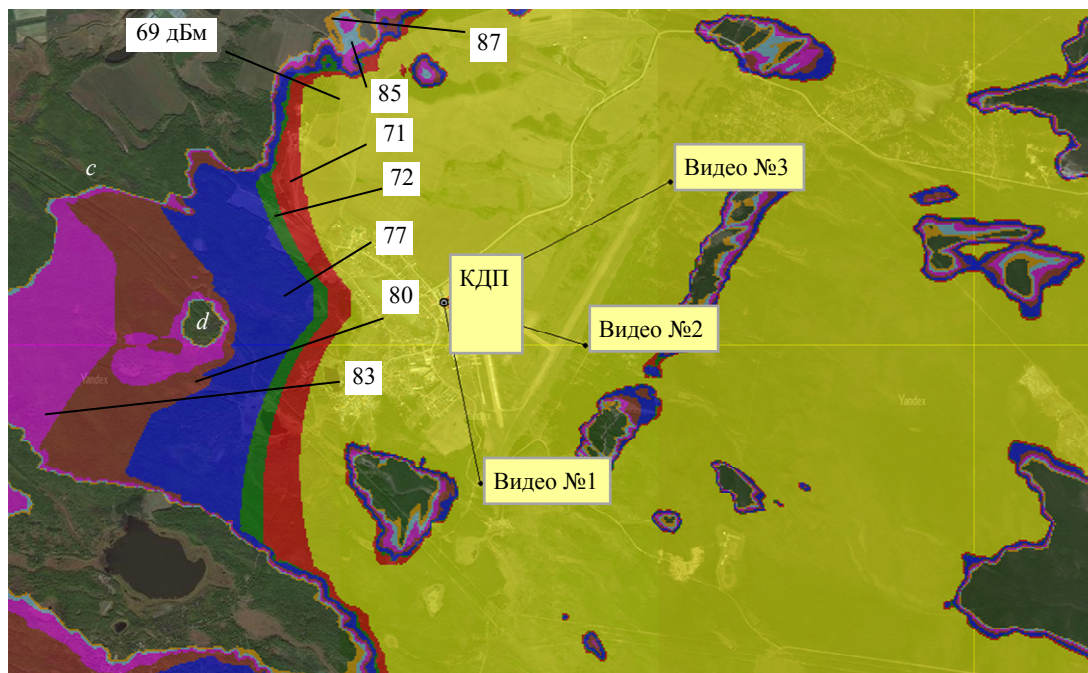 69 дБм
87
85
71
c
72
Видео №3
77
КДП
80
d
Видео №2
83
Yandex
Yandex
Видео №1